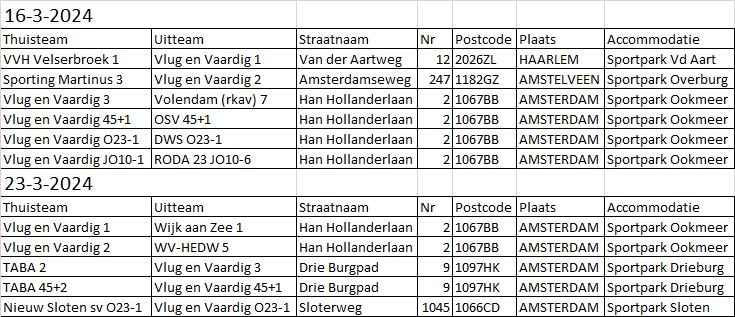 16-3-2024
Thuisteam Uitteam Straatnaam Nr Postcode Plaats Accommodatie
VVH Velserbroek 1 Vlug en Vaardig 1 Van der Aartweg 12 2026ZL HAARLEM Sportpark Vd Aart
Sporting Martinus 3 Vlug en Vaardig 2 Amsterdamseweg 247 1182GZ AMSTELVEEN Sportpark Overburg
Vlug en Vaardig 3 Volendam (rkav) 7 Han Hollanderlaan 2 1067BB AMSTERDAM Sportpark Ookmeer
Vlug en Vaardig 45+1 OSV 45+1 Han Hollanderlaan 2 1067BB AMSTERDAM Sportpark Ookmeer
Vlug en Vaardig O23-1 DWS O23-1 Han Hollanderlaan 2 1067BB AMSTERDAM Sportpark Ookmeer
Vlug en Vaardig JO10-1 RODA 23 JO10-6 Han Hollanderlaan 2 1067BB AMSTERDAM Sportpark Ookmeer
23-3-2024
Thuisteam Uitteam Straatnaam Nr Postcode Plaats Accommodatie
Vlug en Vaardig 1 Wijk aan Zee 1 Han Hollanderlaan 2 1067BB AMSTERDAM Sportpark Ookmeer
Vlug en Vaardig 2 WV-HEDW 5 Han Hollanderlaan 2 1067BB AMSTERDAM Sportpark Ookmeer
TABA 2 Vlug en Vaardig 3 Drie Burgpad 9 1097HK AMSTERDAM Sportpark Drieburg
TABA 45+2 Vlug en Vaardig 45+1 Drie Burgpad 9 1097HK AMSTERDAM Sportpark Drieburg
Nieuw Sloten sv O23-1 Vlug en Vaardig O23-1 Sloterweg 1045 1066CD AMSTERDAM Sportpark Sloten